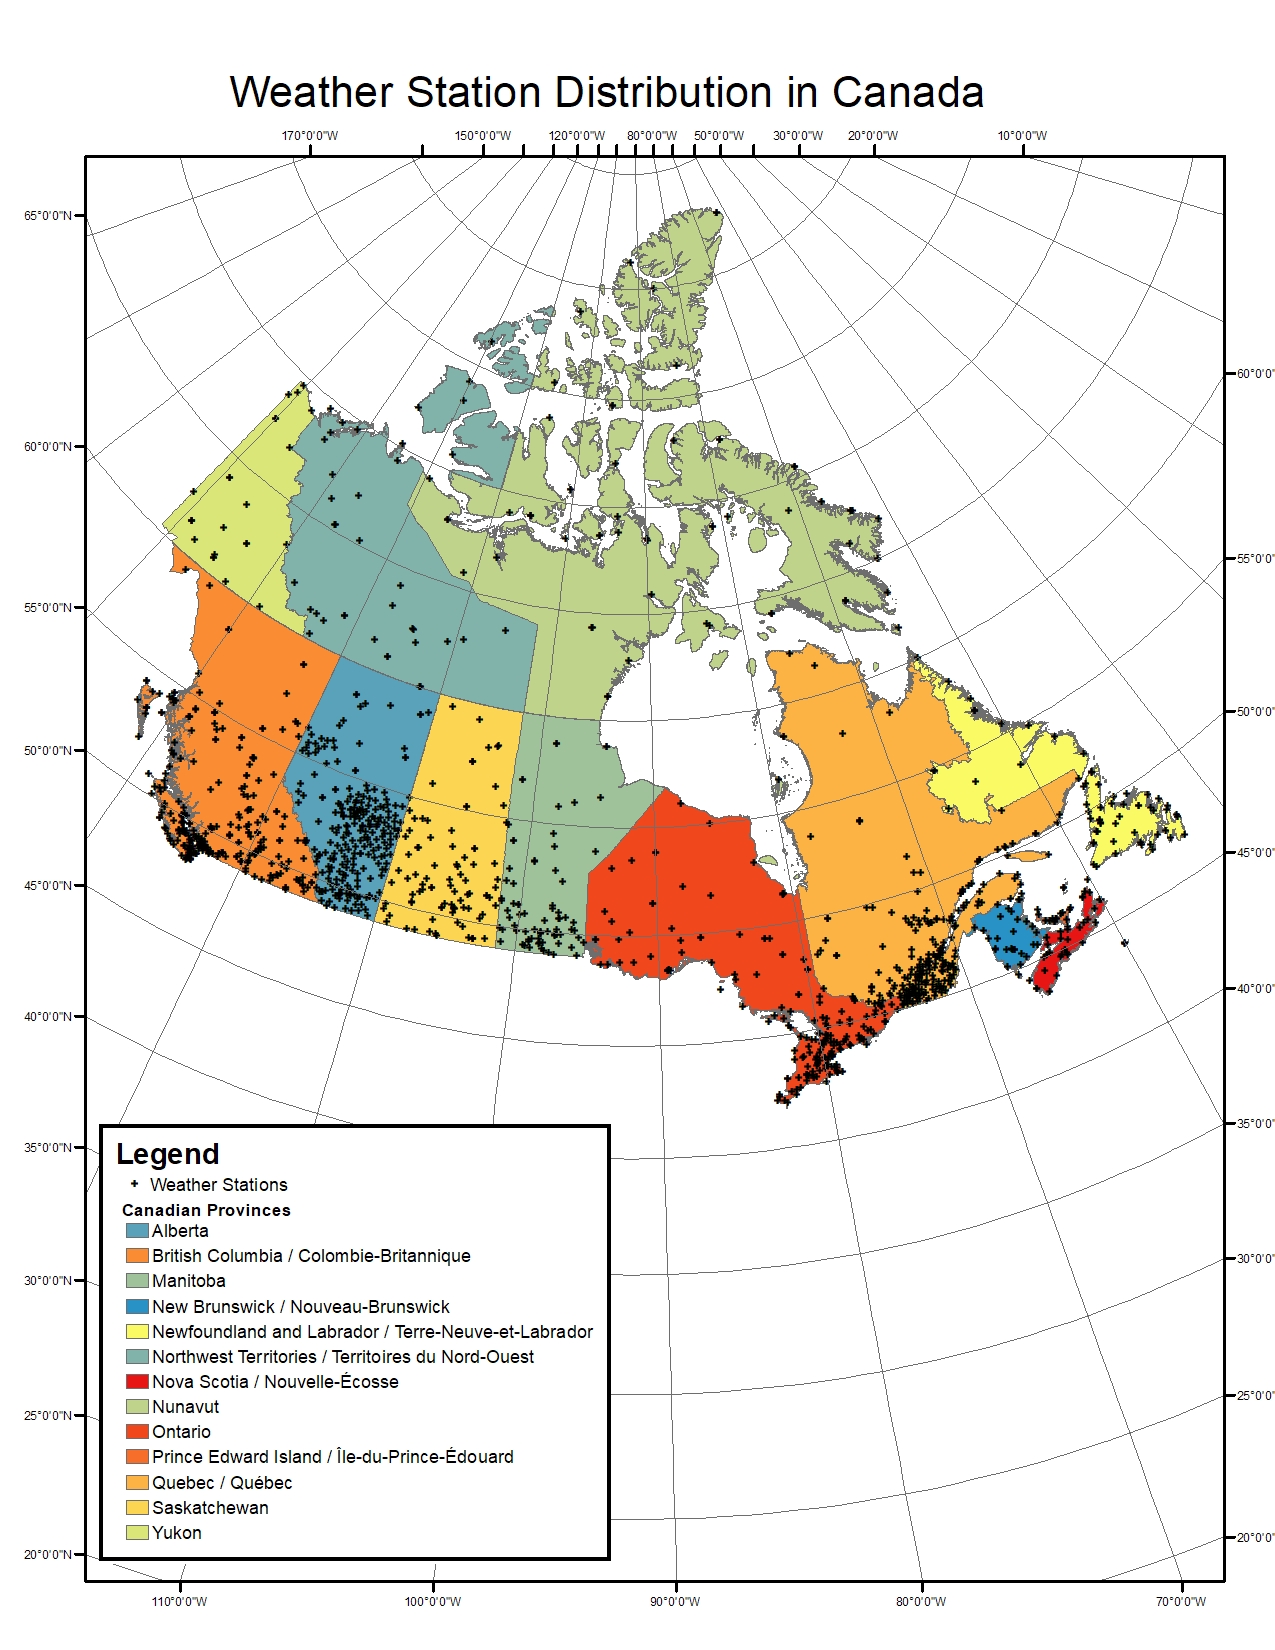 Weather Station Distribution in Canada
170°0'0"W 150°0'0"W 120°0'0"W 80°0'0"W 50°0'0"W 30°0'0"W 20°0'0"W 10°0'0"W
65°0'0"N
60°0'0"N
60°0'0"
55°0'0"
55°0'0"N
50°0'0"
50°0'0"N
45°0'0"
45°0'0"N
40°0'0"
40°0'0"N
35°0'0"
35°0'0"N
30°0'0"
30°0'0"N
25°0'0"
25°0'0"N
20°0'0"
20°0'0"N
Legend
Weather Stations
Canadian Provinces
Alberta
British Columbia / Colombie-Britannique
Manitoba
New Brunswick / Nouveau-Brunswick
Newfoundland and Labrador / Terre-Neuve-et-Labrador
Northwest Territories / Territoires du Nord-Ouest
Nova Scotia / Nouvelle-Écosse
Nunavut
Ontario
Prince Edward Island / Île-du-Prince-Édouard
Quebec / Québec
Saskatchewan
Yukon
110°0'0"W 100°0'0"W 90°0'0"W 80°0'0"W 70°0'0"W